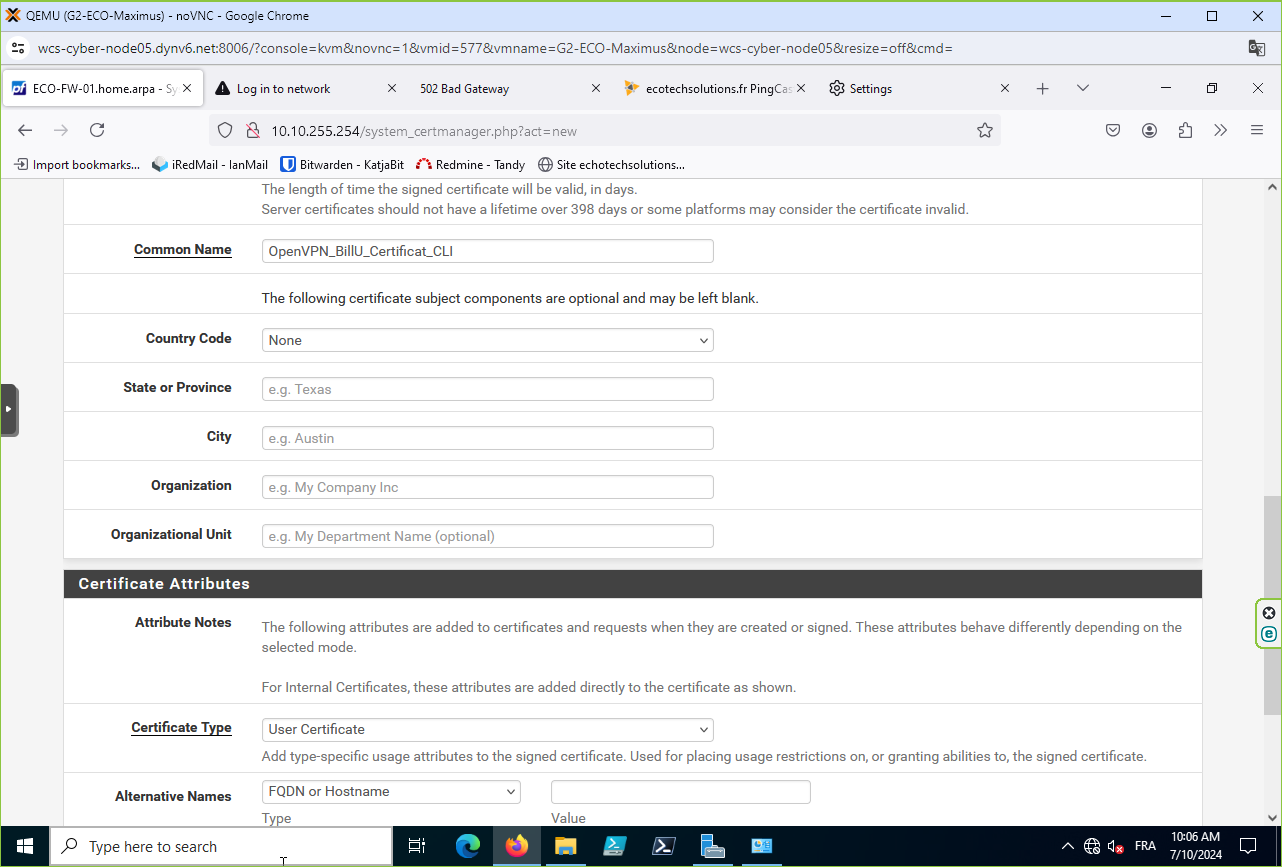 QEMU (G2-ECO-Maximus) - noVNC - Google Chrome
wcs-cyber-node05.dynv6.net:8006/?console=kvm&novnc=1&vmid=577&vmname=G2-ECO-Maximus&node=wcs-cyber-node05&resize=off&cmd=
ECO-FW-01.home.arpa - Sy
Log in to network
502 Bad Gateway
ecotechsolutions.fr PingCas
Settings
10.10.255.254/system_certmanager.php?act=new
Import bookmarks...
iRedMail - IanMail
Bitwarden - KatjaBit
Redmine - Tandy
Site echotechsolutions...
The length of time the signed certificate will be valid, in days.
Server certificates should not have a lifetime over 398 days or some platforms may consider the certificate invalid.
Common Name
OpenVPN_BillU_Certificat_CLI
The following certificate subject components are optional and may be left blank.
Country Code
None
State or Province
e.g. Texas
City
e.g. Austin
Organization
e.g. My Company Inc
Organizational Unit
e.g. My Department Name (optional)
Certificate Attributes
Attribute Notes
The following attributes are added to certificates and requests when they are created or signed. These attributes behave differently depending on the
selected mode.
For Internal Certificates, these attributes are added directly to the certificate as shown.
Certificate Type
User Certificate
Add type-specific usage attributes to the signed certificate. Used for placing usage restrictions on, or granting abilities to, the signed certificate.
Alternative Names
FQDN or Hostname
Type
Value
Type here to search
FRA
10:06 AM
7/10/2024